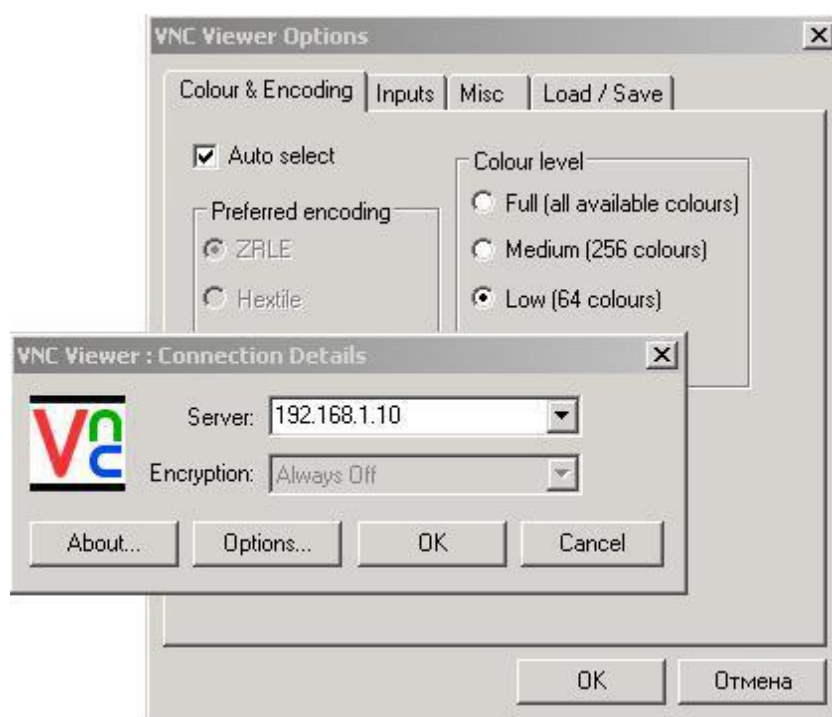 VNC Viewer Options
Colour & Encoding Inputs Misc Load / Save
Auto select
Colour level
Preferred encoding
Full (all available colours)
ZRLE
Medium (256 colours)
Hextile
Low (64 colours)
VNC Viewer : Connection Details
Vnc
Server: 192.168.1.10
Encryption: Always Off
About... Options... OK Cancel
OK Отмена